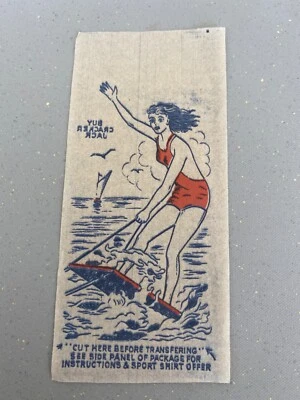 BUY
CRACKER
JACK
"CUT HERE BEFORE TRANSFERING"
SEE SIDE PANEL OF PACKAGE FOR
INSTRUCTIONS & SPORT SHIRT OFFER